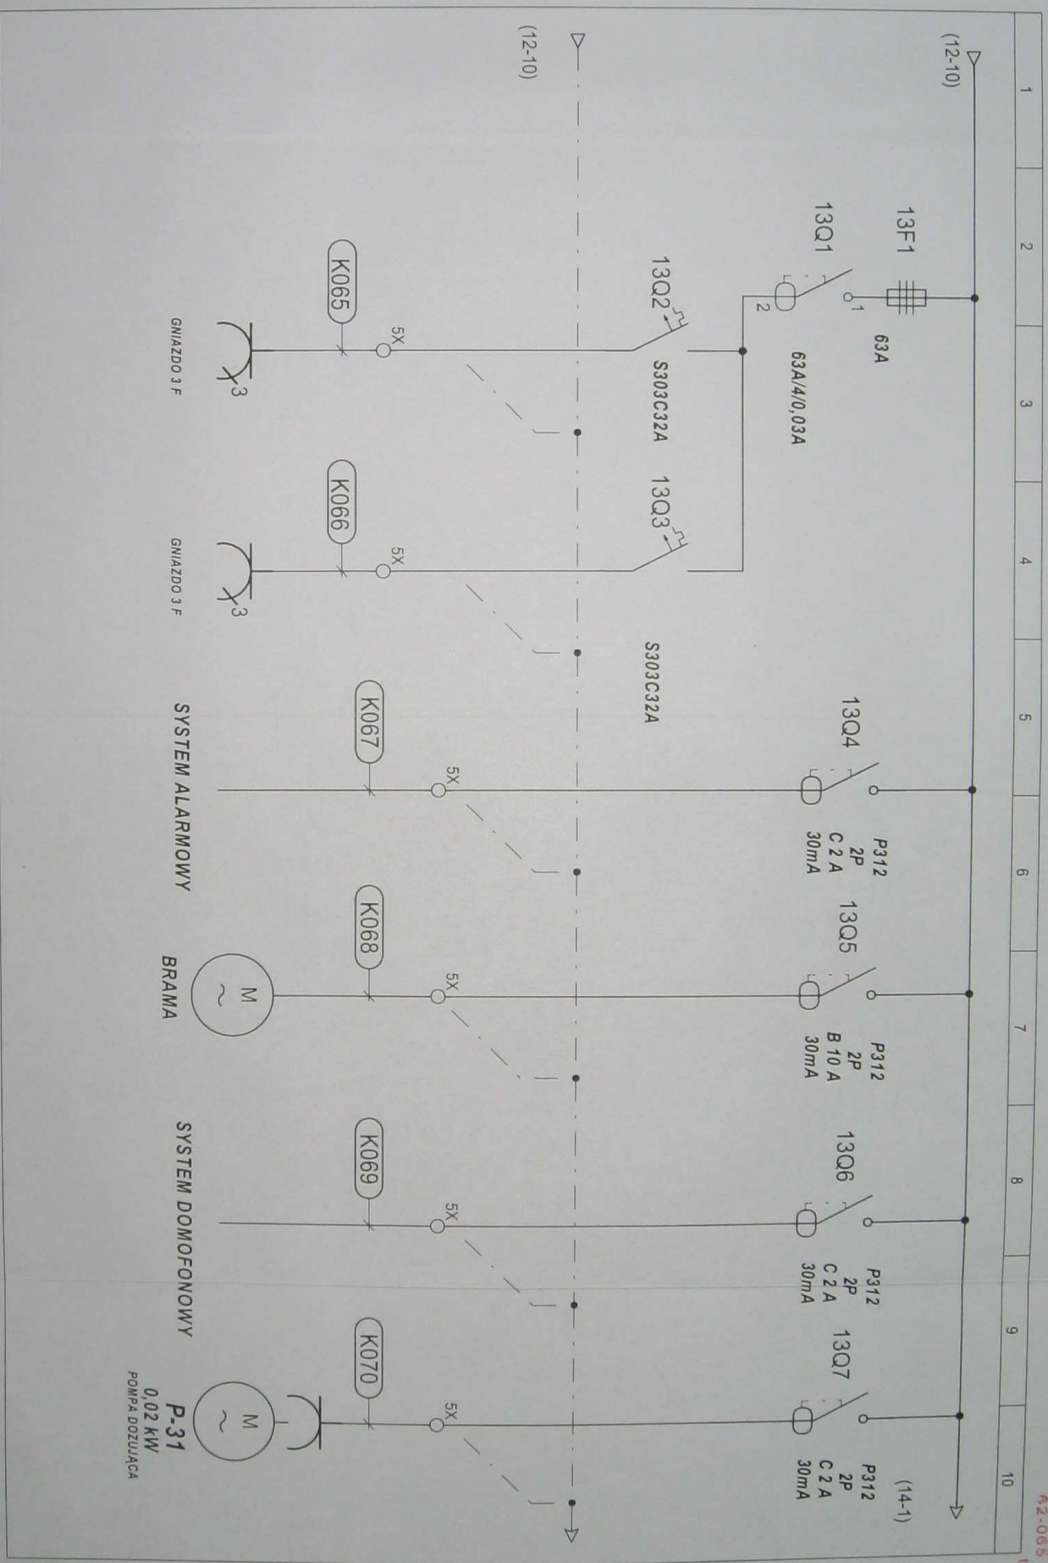 1
2
3
4
5
6
7
8
9
10
(12-10)
13F1
63A
13Q1
1
2
63A/4/0,03A
13Q2
S303C32A
13Q3
S303C32A
13Q4
P312
2P
C 2 A
30mA
13Q5
P312
2P
B 10 A
30mA
13Q6
P312
2P
C 2 A
30mA
13Q7
P312
2P
C 2 A
30mA
(14-1)
(12-10)
5X
5X
5X
5X
5X
5X
K065
K066
K067
K068
K069
K070
3
GNIAZDO 3 F
3
GNIAZDO 3 F
SYSTEM ALARMOWY
M
~
BRAMA
SYSTEM DOMOFONOWY
M
~
P-31
0,02 kW
POMPA DOZUJĄCA